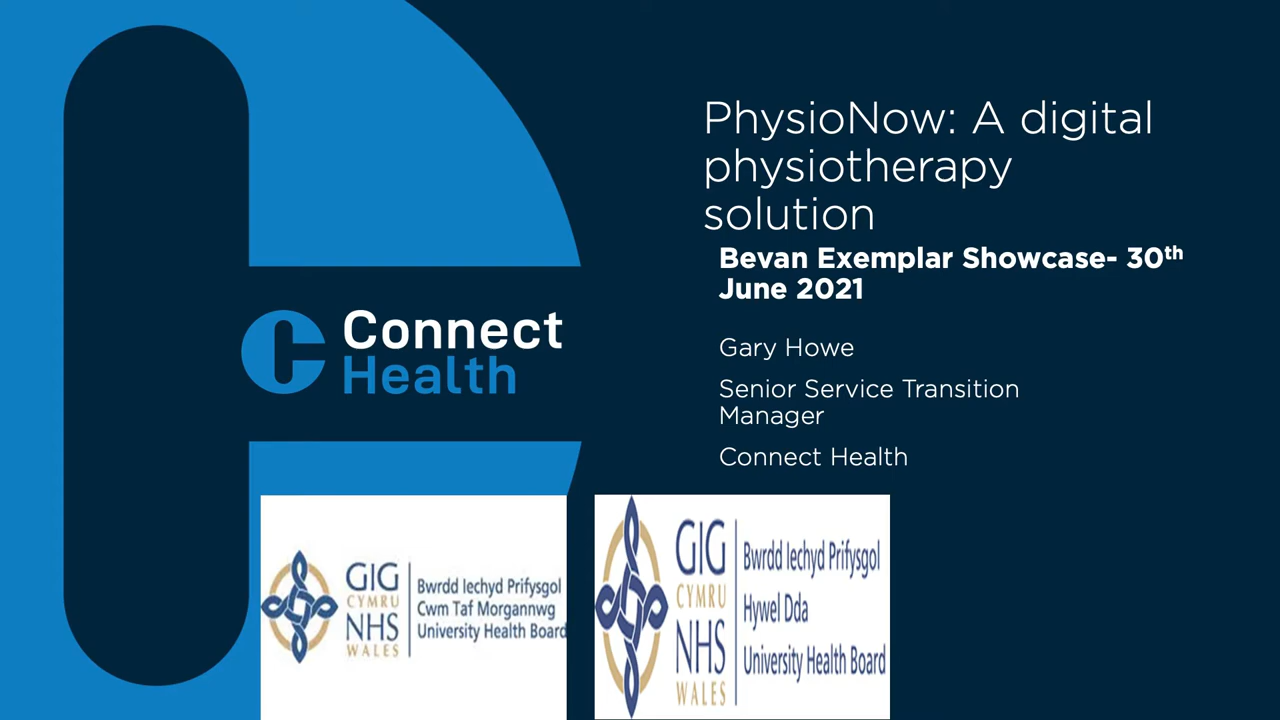 PhysioNow: A digital
physiotherapy
solution
Bevan Exemplar Showcase- 30th
June 2021
Gary Howe
Senior Service Transition
Manager
Connect Health
Connect
Health
GIG
CYMRU
NHS
WALES
Bwrdd Iechyd Prifysgol
Cwm Taf Morgannwg
University Health Board
GIG
CYMRU
NHS
WALES
Bwrdd Iechyd Prifysgol
Hywel Dda
University Health Board